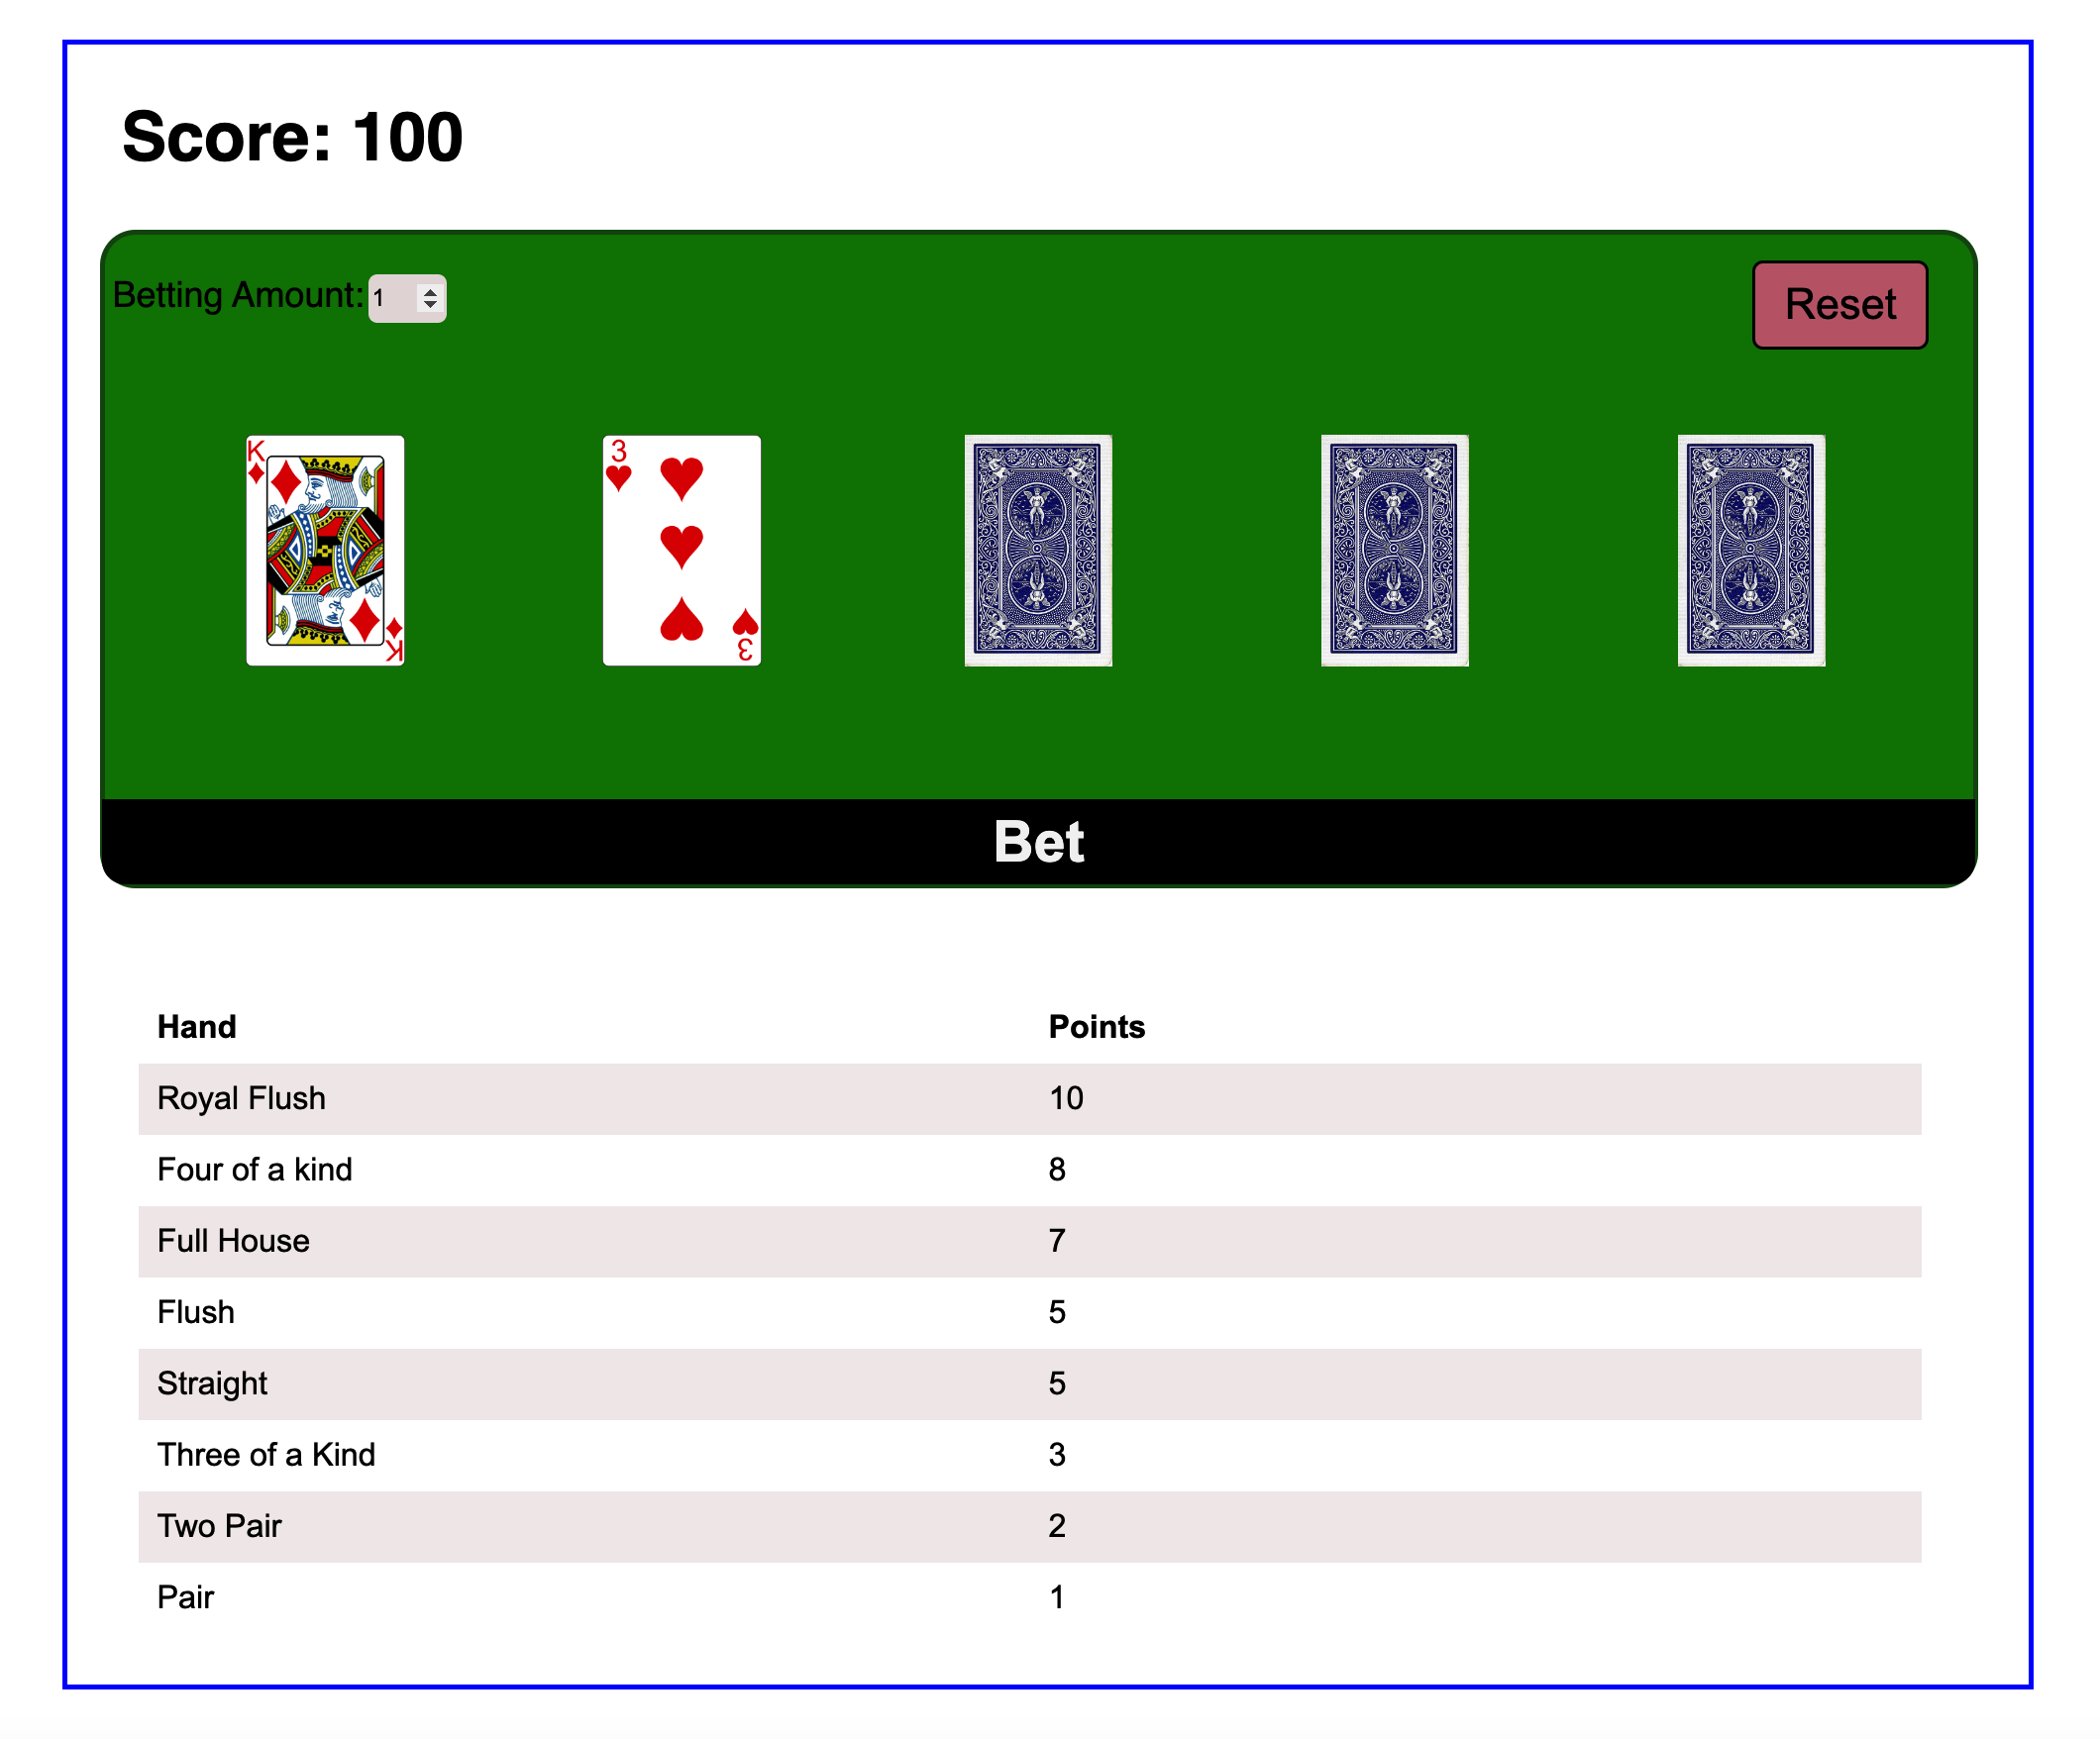 Score: 100
Betting Amount: 1
Reset
K
K
3
3
Bet
Hand Points
Royal Flush 10
Four of a kind 8
Full House 7
Flush 5
Straight 5
Three of a Kind 3
Two Pair 2
Pair 1